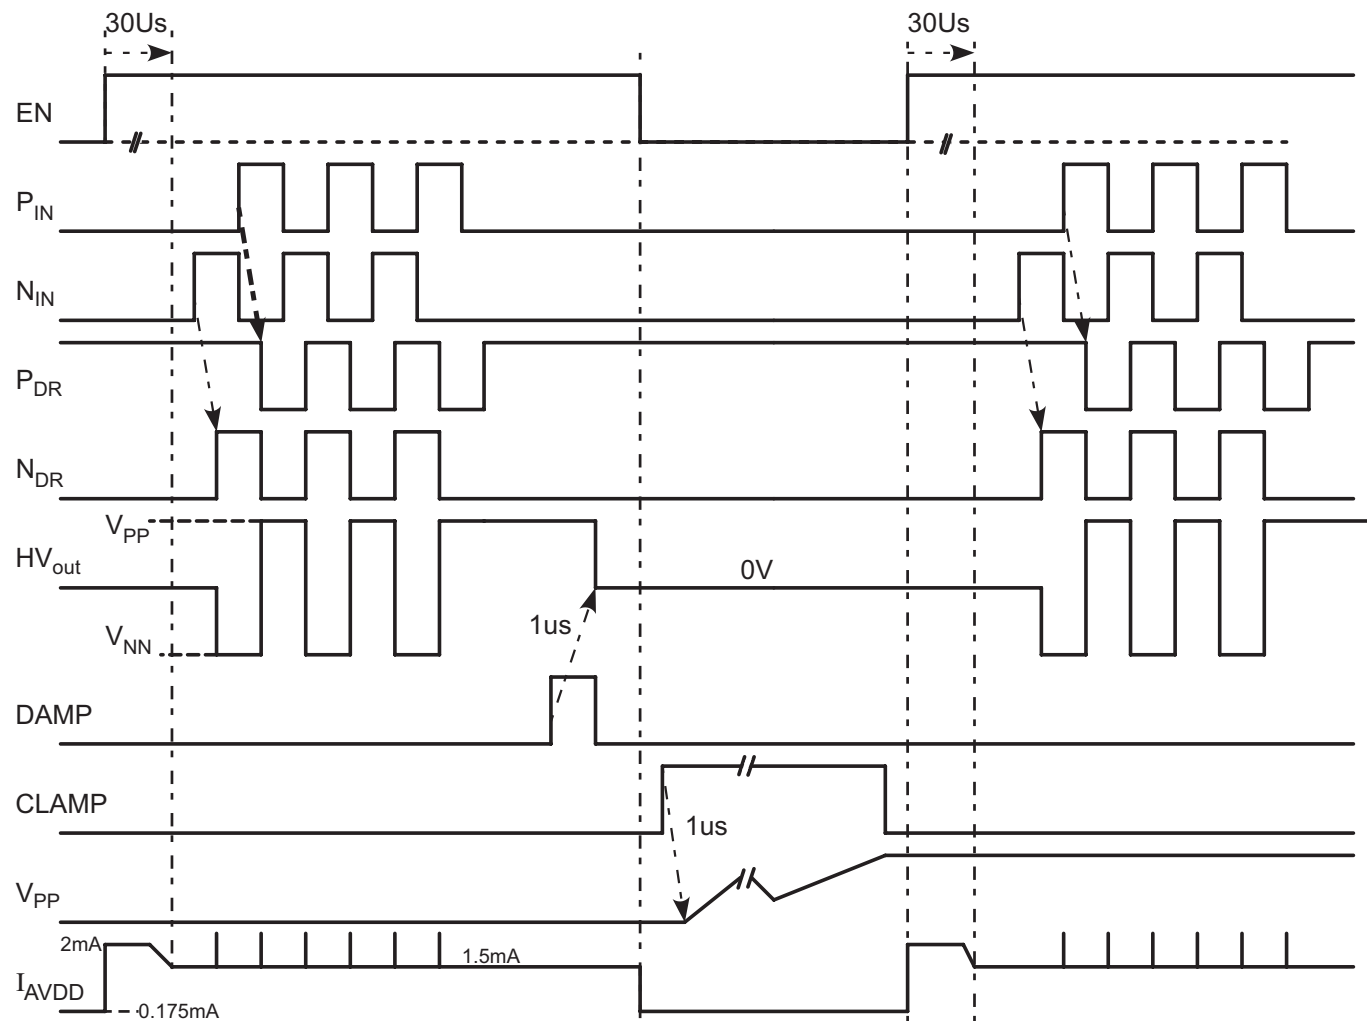 30Us
30Us
EN
PIN
NIN
PDR
NDR
VPP
HVout
0V
VNN
1us
DAMP
CLAMP
1us
VPP
2mA
1.5mA
IAVDD
0.175mA